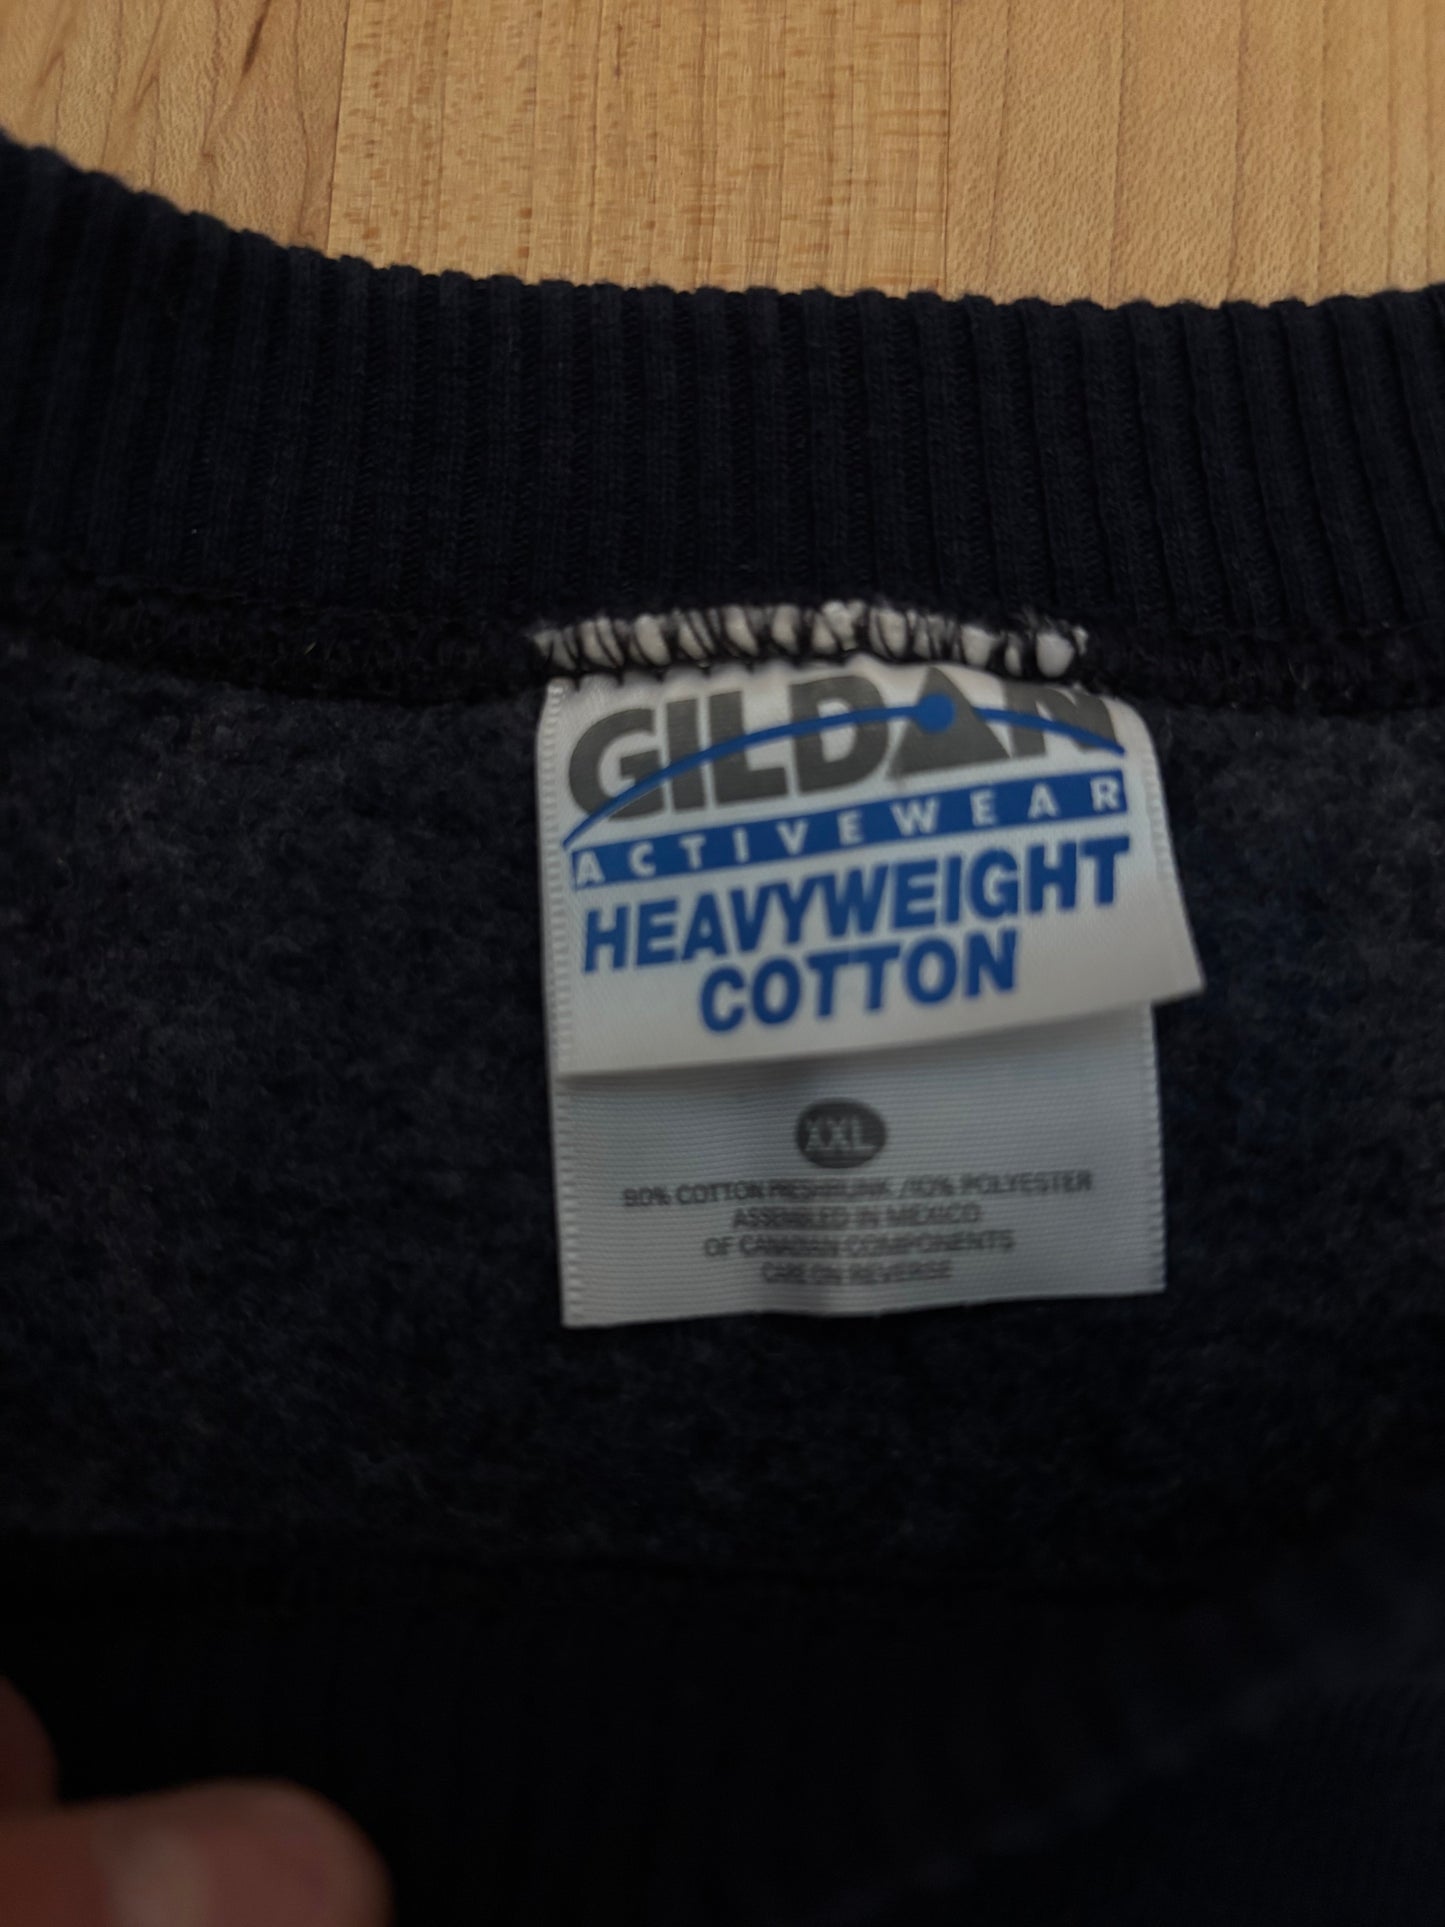 GILDAN
ACTIVEWEAR
HEAVYWEIGHT
COTTON
XXL
90% COTTON PRESHRUNK /10% POLYESTER
ASSEMBLED IN MEXICO
OF CANADIAN COMPONENTS
CARE ON REVERSE